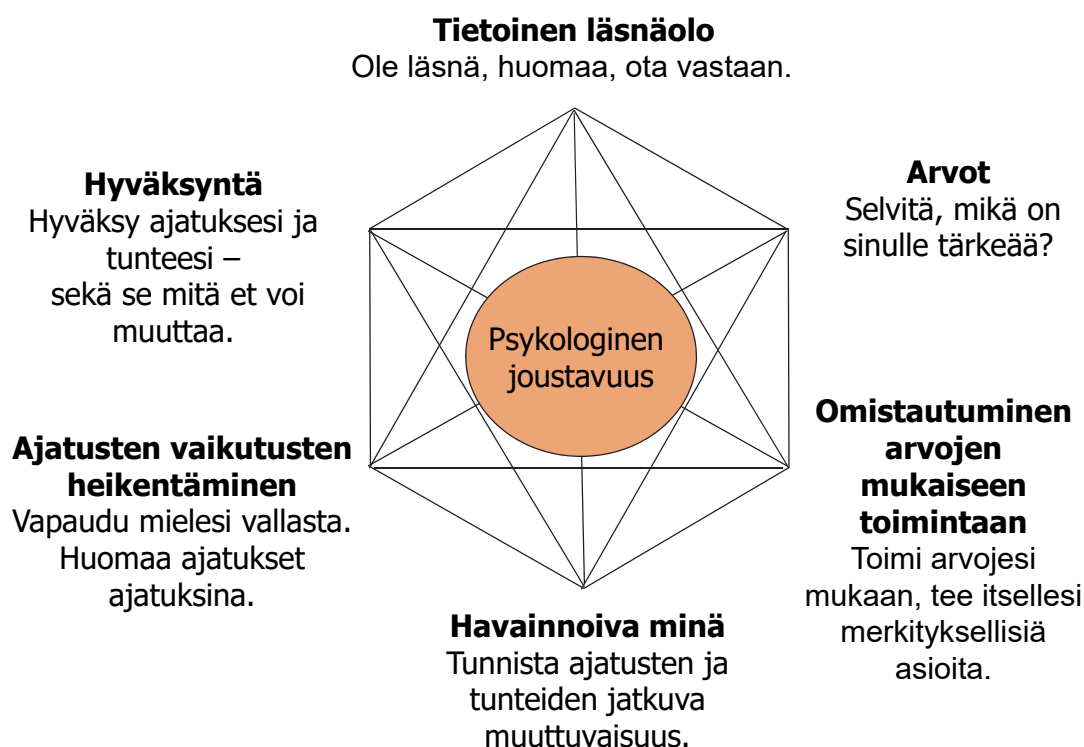 Tietoinen läsnäolo
Ole läsnä, huomaa, ota vastaan.
Hyväksyntä
Hyväksy ajatuksesi ja
tunteesi –
sekä se mitä et voi
muuttaa.
Arvot
Selvitä, mikä on
sinulle tärkeää?
Psykologinen
joustavuus
Ajatusten vaikutusten
heikentäminen
Vapaudu mielesi vallasta.
Huomaa ajatukset
ajatuksina.
Omistautuminen
arvojen
mukaiseen
toimintaan
Toimi arvojesi
mukaan, tee itsellesi
merkityksellisiä
asioita.
Havainnoiva minä
Tunnista ajatusten ja
tunteiden jatkuva
muuttuvaisuus.